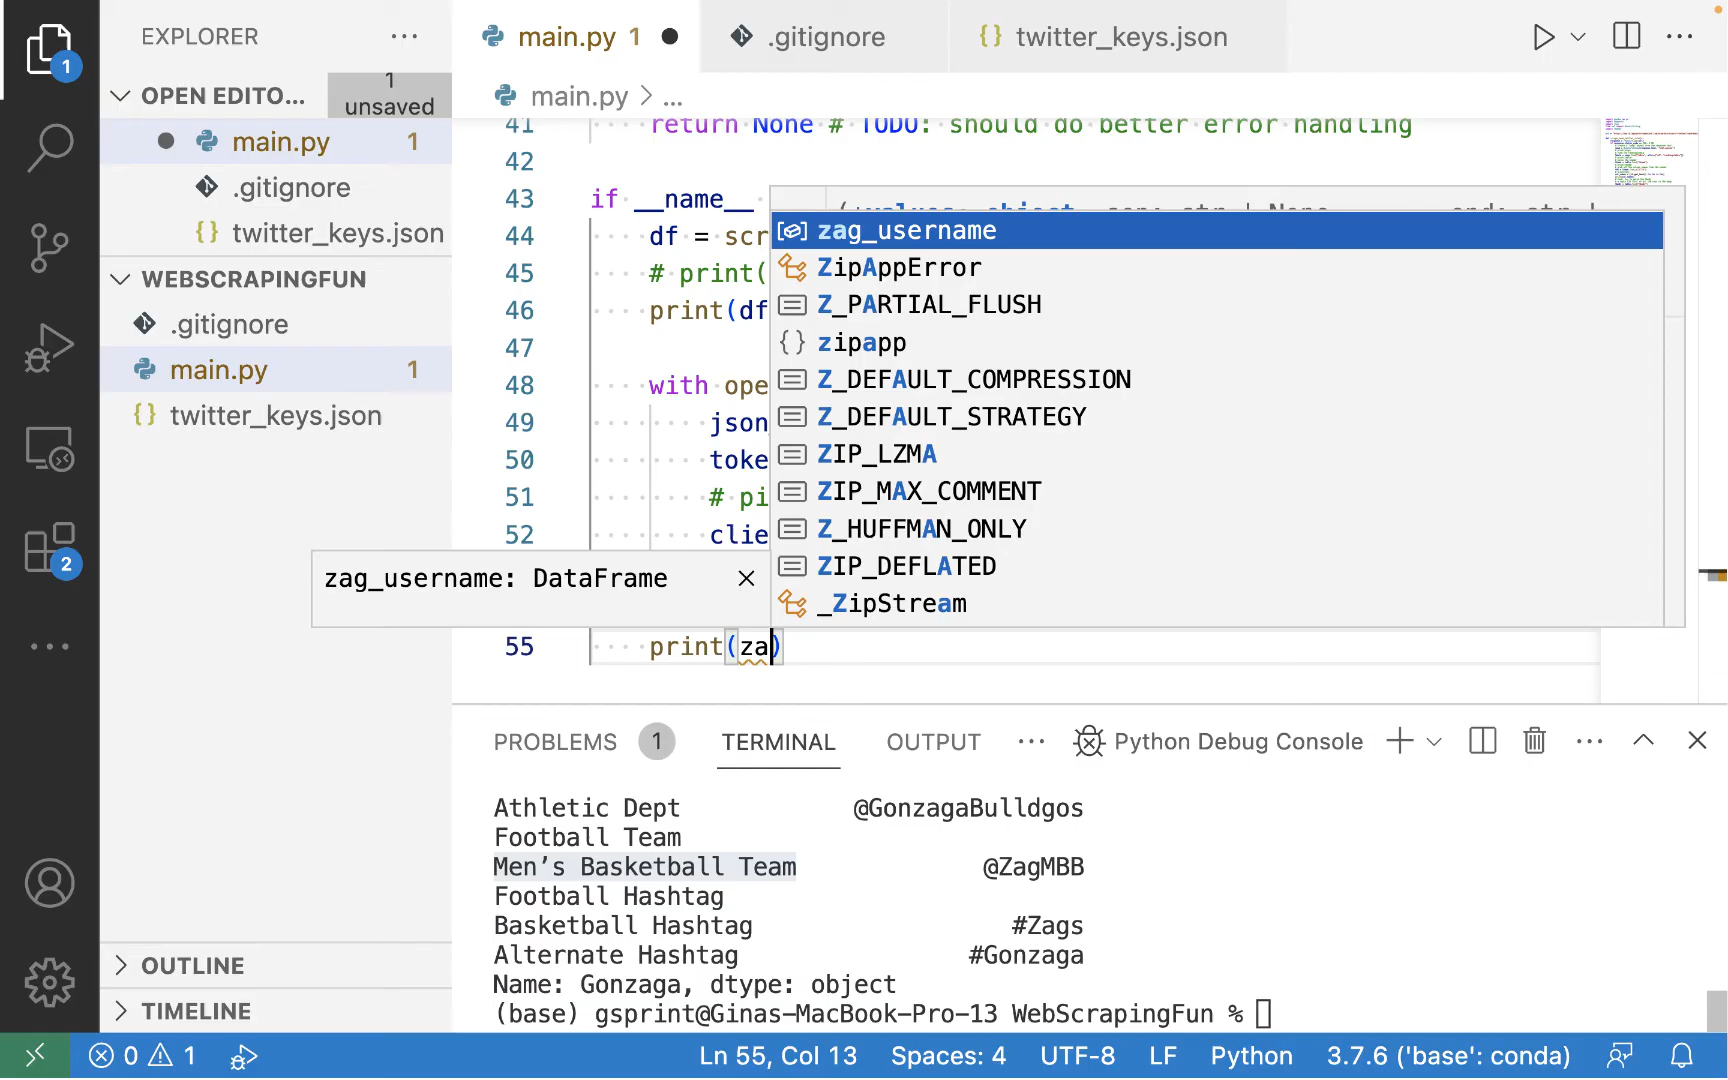 EXPLORER
1
OPEN EDITO... 1 unsaved
main.py 1
.gitignore
{} twitter_keys.json
WEBSCRAPINGFUN
.gitignore
main.py 1
{} twitter_keys.json
OUTLINE
TIMELINE
2
main.py 1
.gitignore
{} twitter_keys.json
main.py > ...
41 return None # TODO: should do better error handling
42
43 if __name__
44 df = scr
45 # print(
46 print(df
47
48 with ope
49 json
50 toke
51 # pi
52 clie
55 print(za)
zag_username
ZipAppError
Z_PARTIAL_FLUSH
{} zipapp
Z_DEFAULT_COMPRESSION
Z_DEFAULT_STRATEGY
ZIP_LZMA
ZIP_MAX_COMMENT
Z_HUFFMAN_ONLY
ZIP_DEFLATED
_ZipStream
zag_username: DataFrame
PROBLEMS 1 TERMINAL OUTPUT ... Python Debug Console
Athletic Dept @GonzagaBulldgos
Football Team
Men’s Basketball Team @ZagMBB
Football Hashtag
Basketball Hashtag #Zags
Alternate Hashtag #Gonzaga
Name: Gonzaga, dtype: object
(base) gsprint@Ginas-MacBook-Pro-13 WebScrapingFun %
0 1 Ln 55, Col 13 Spaces: 4 UTF-8 LF Python 3.7.6 ('base': conda)